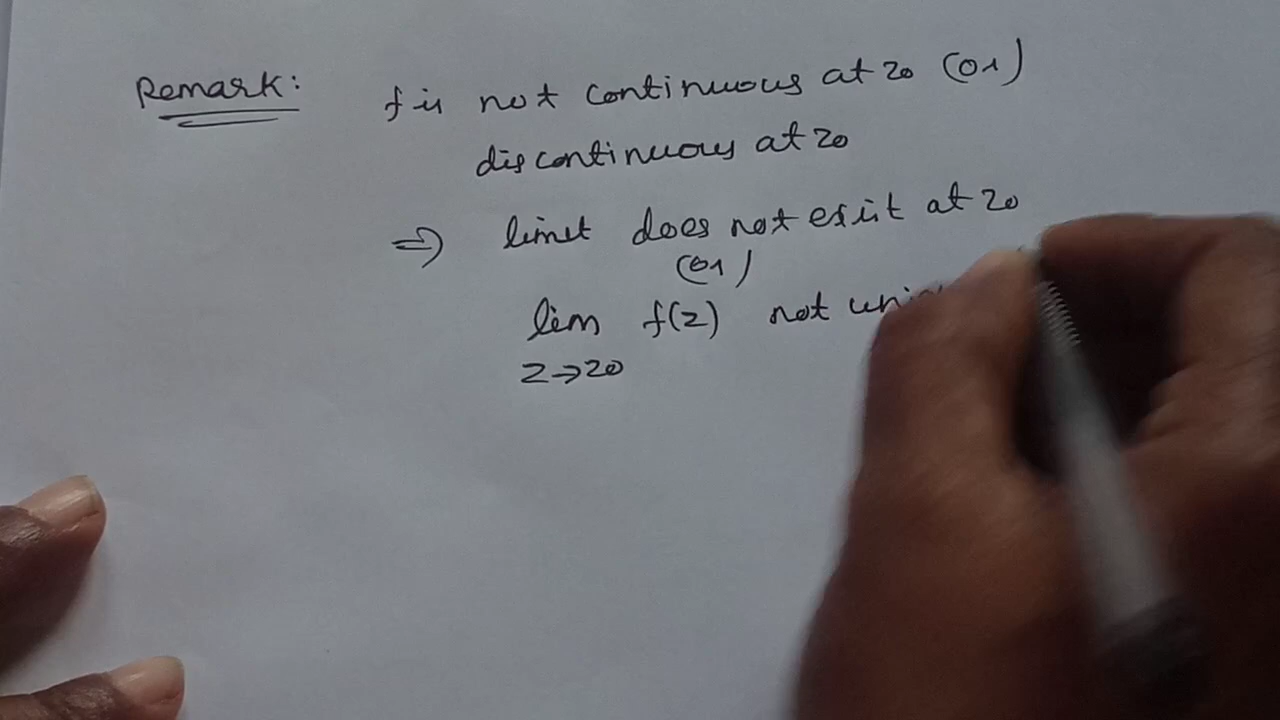 Remark: f is not continuous at z0 (or)
discontinuous at z0
⇒ limit does not exist at z0
(or)
lim f(z) not
z→z0